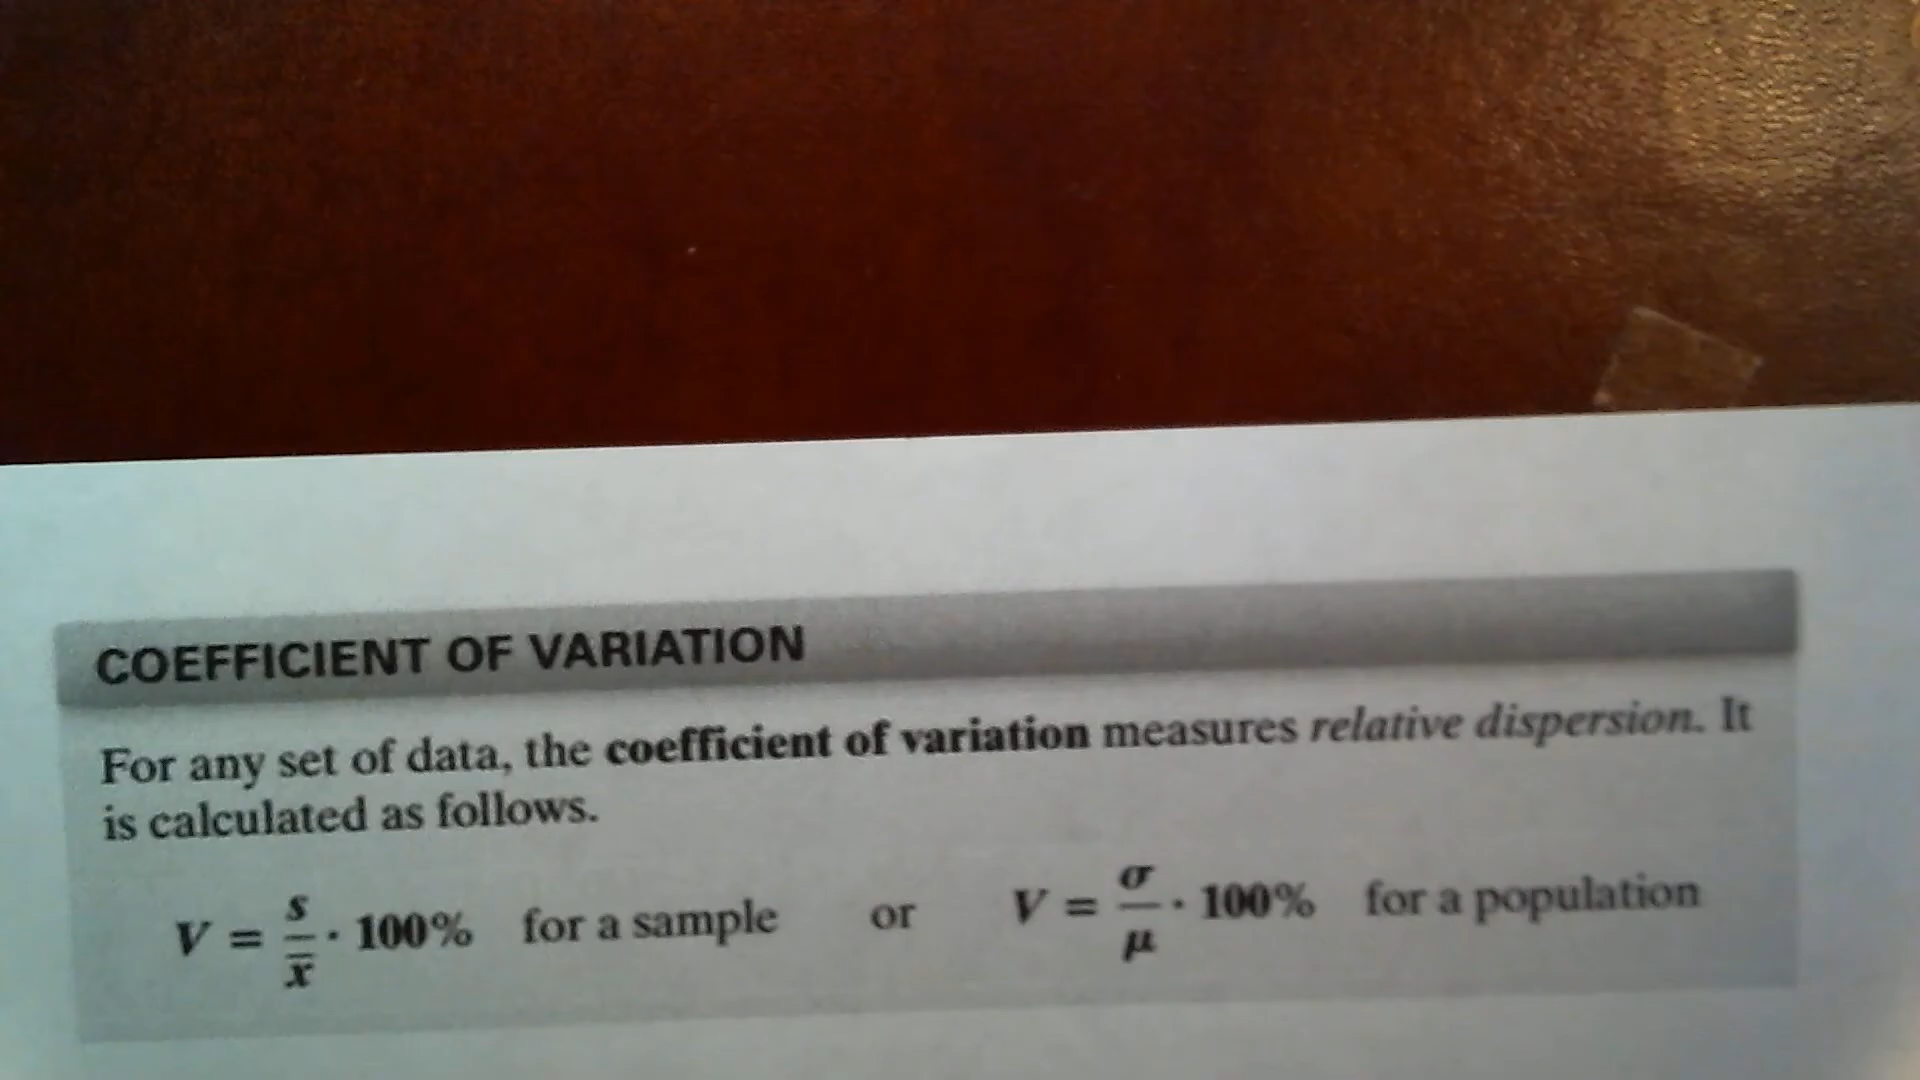 COEFFICIENT OF VARIATION
For any set of data, the coefficient of variation measures relative dispersion. It
is calculated as follows.
V = s/x̄ · 100% for a sample or V = σ/μ · 100% for a population